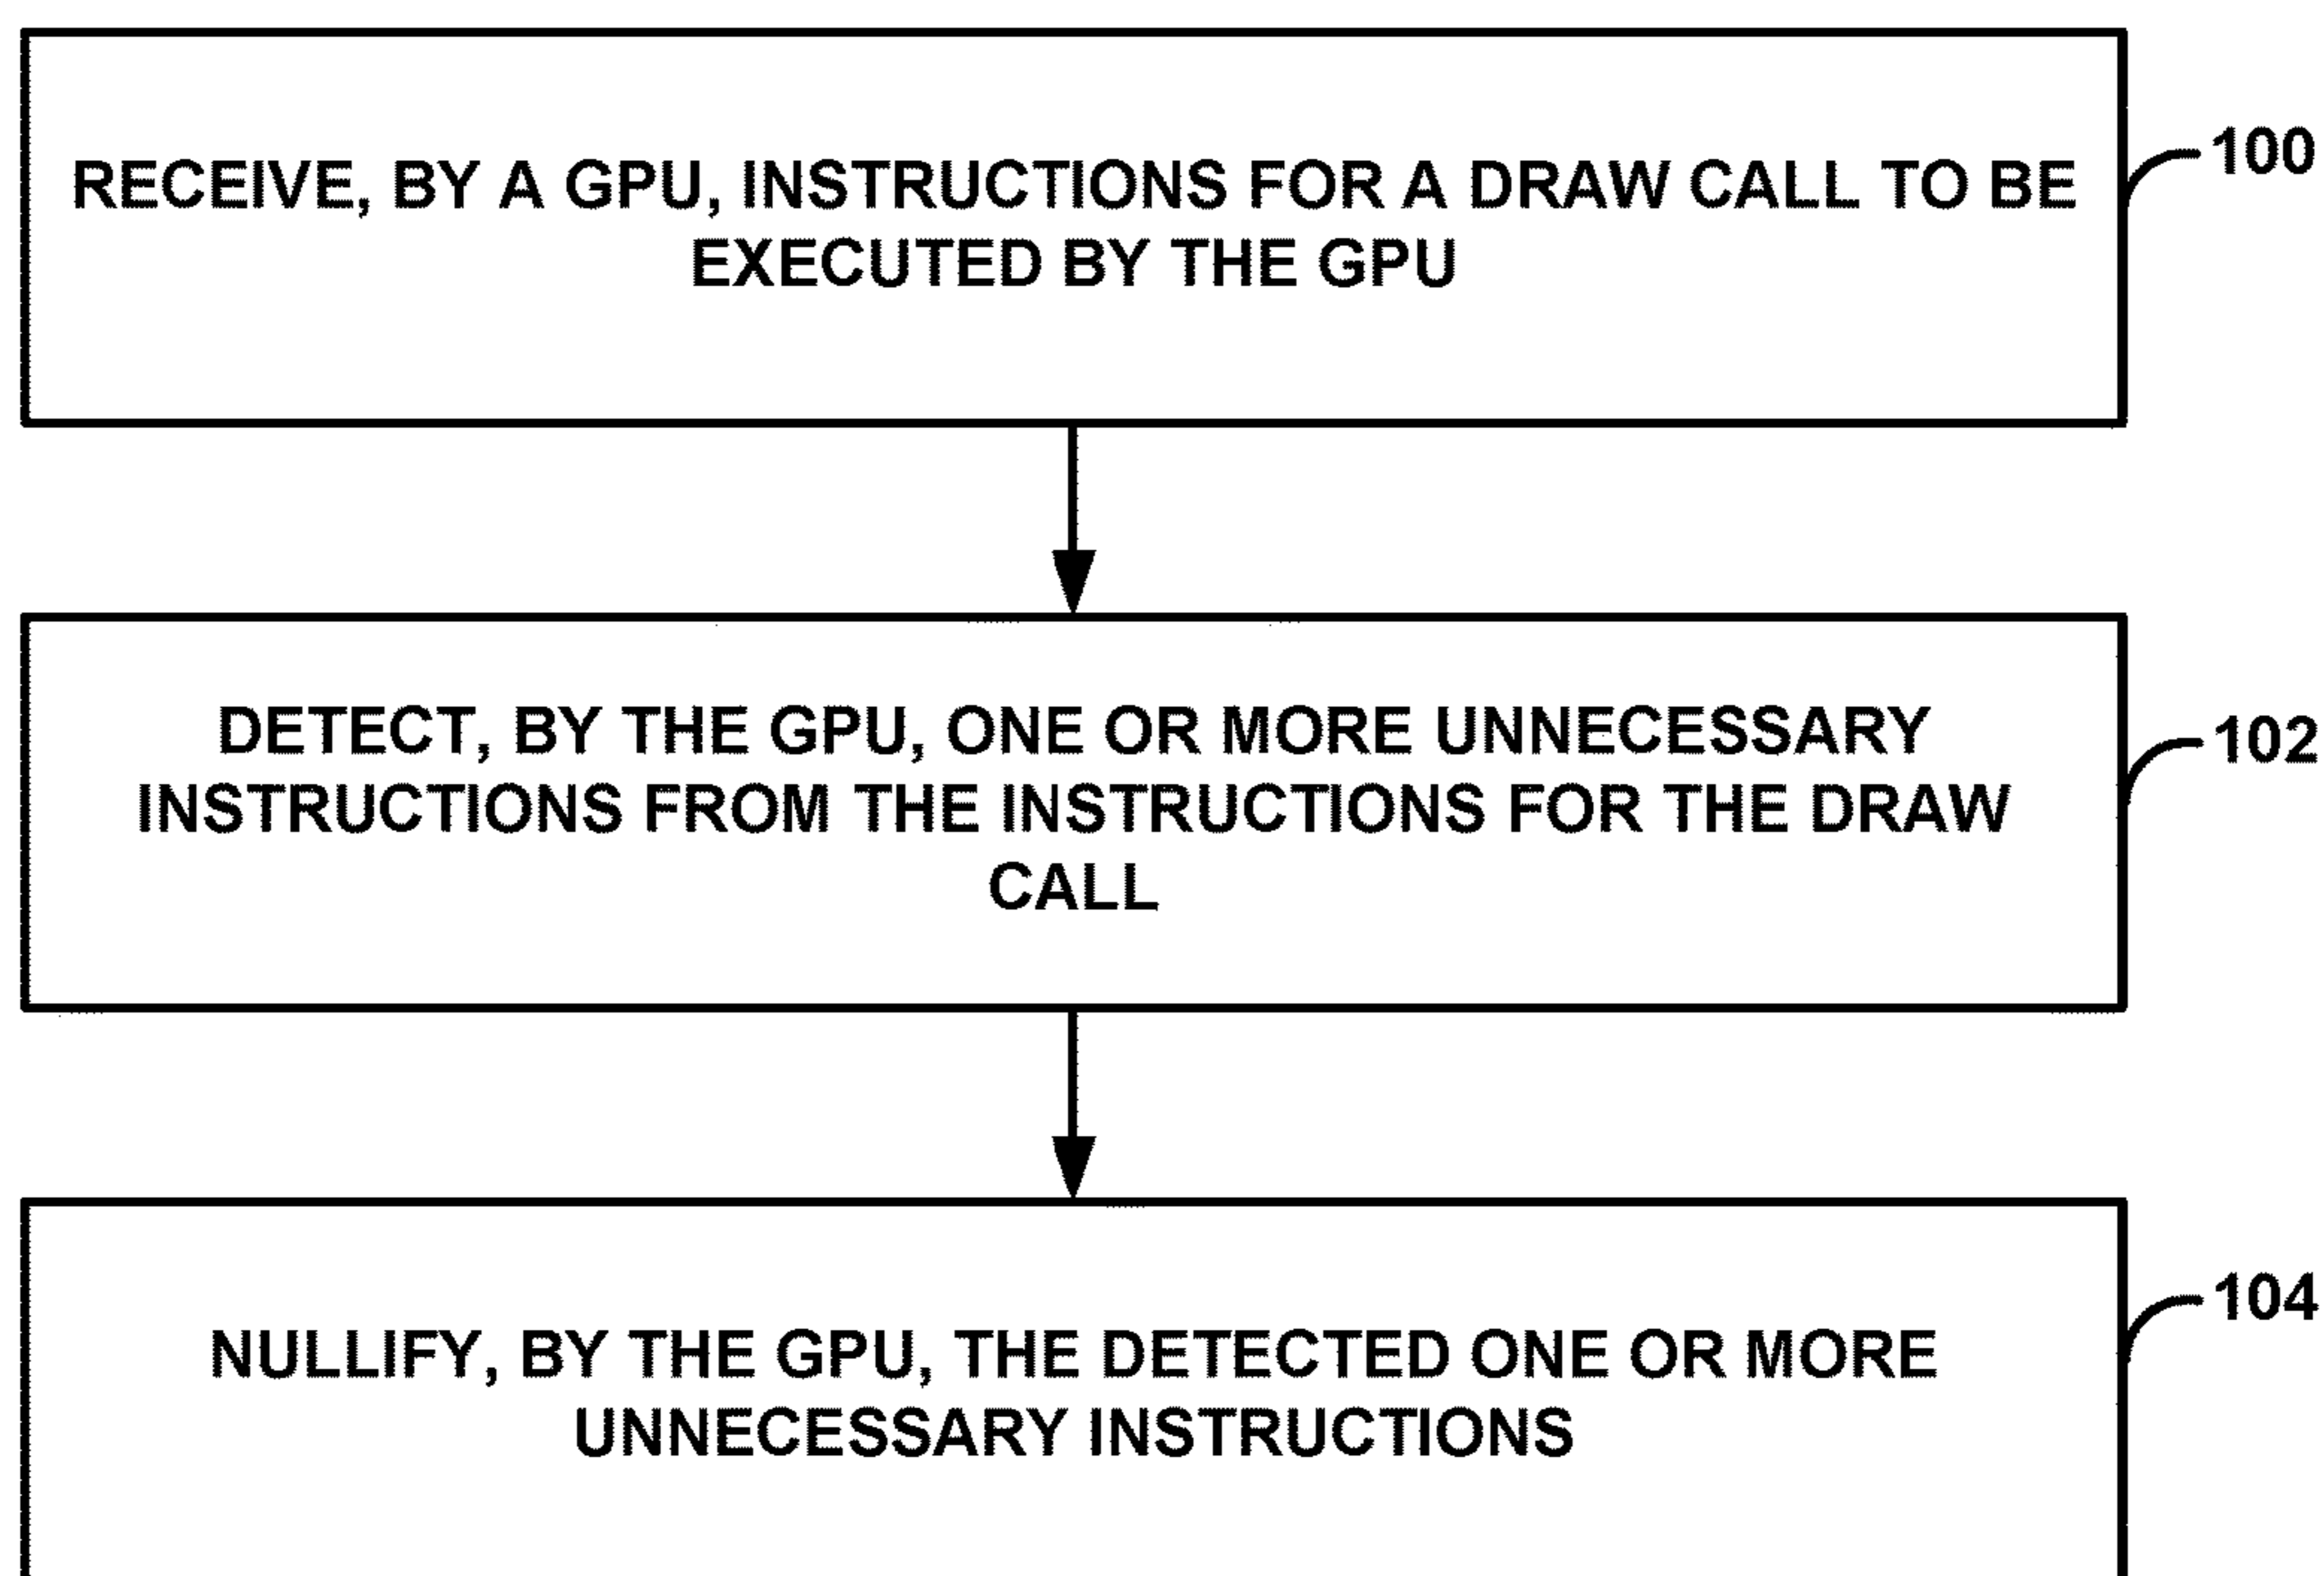 RECEIVE, BY A GPU, INSTRUCTIONS FOR A DRAW CALL TO BE
EXECUTED BY THE GPU
100
DETECT, BY THE GPU, ONE OR MORE UNNECESSARY
INSTRUCTIONS FROM THE INSTRUCTIONS FOR THE DRAW
CALL
102
NULLIFY, BY THE GPU, THE DETECTED ONE OR MORE
UNNECESSARY INSTRUCTIONS
104